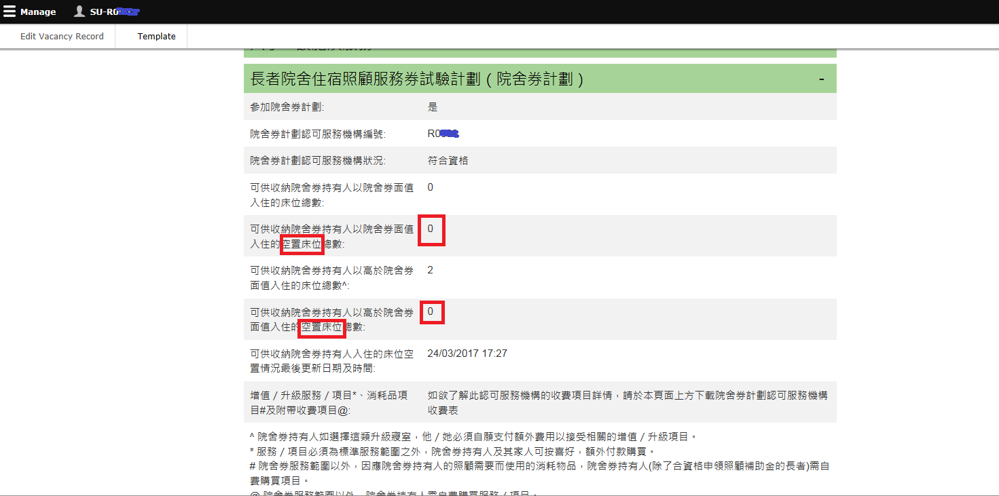 Manage SU-R0
Edit Vacancy Record Template
長者院舍住宿照顧服務券試驗計劃 ( 院舍券計劃 ) -
參加院舍券計劃: 是
院舍券計劃認可服務機構編號: R0
院舍券計劃認可服務機構狀況: 符合資格
可供收納院舍券持有人以院舍券面值 0
入住的床位總數:
可供收納院舍券持有人以院舍券面值 0
入住的空置床位總數:
可供收納院舍券持有人以高於院舍券 2
面值入住的床位總數^:
可供收納院舍券持有人以高於院舍券 0
面值入住的空置床位總數:
可供收納院舍券持有人入住的床位空 24/03/2017 17:27
置情況最後更新日期及時間:
增值 / 升級服務 / 項目*、消耗品項 如欲了解此認可服務機構的收費項目詳情，請於本頁面上方下載院舍券計劃認可服務機構
目#及附帶收費項目@: 收費表
^ 院舍券持有人如選擇這類升級寢室，他 / 她必須自願支付額外費用以接受相關的增值 / 升級項目。
* 服務 / 項目必須為標準服務範圍之外，院舍券持有人及其家人可按喜好，額外付款購買。
# 院舍券服務範圍以外，因應院舍券持有人的照顧需要而使用的消耗物品，院舍券持有人(除了合資格申領照顧補助金的長者)需自
費購買項目。
@ 院舍券服務範圍以外，院舍券持有人需自費購買服務 / 項目。